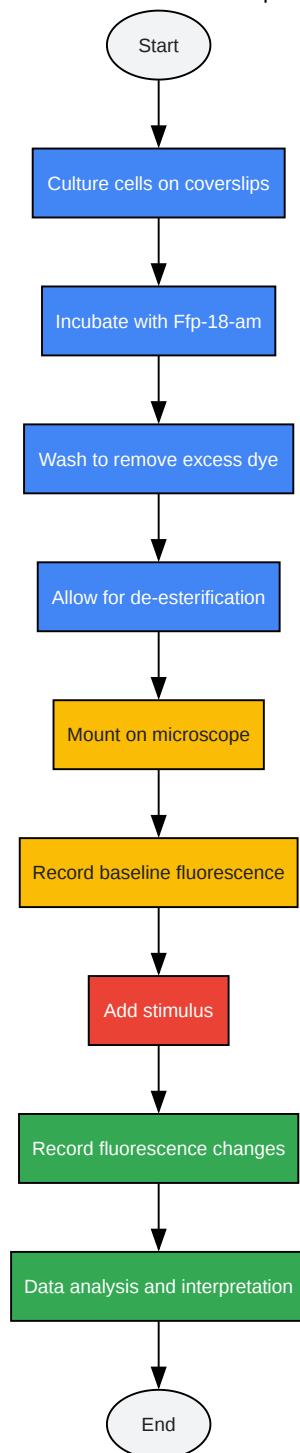 Start
Culture cells on coverslips
Incubate with Ffp-18-am
Wash to remove excess dye
Allow for de-esterification
Mount on microscope
Record baseline fluorescence
Add stimulus
Record fluorescence changes
Data analysis and interpretation
End